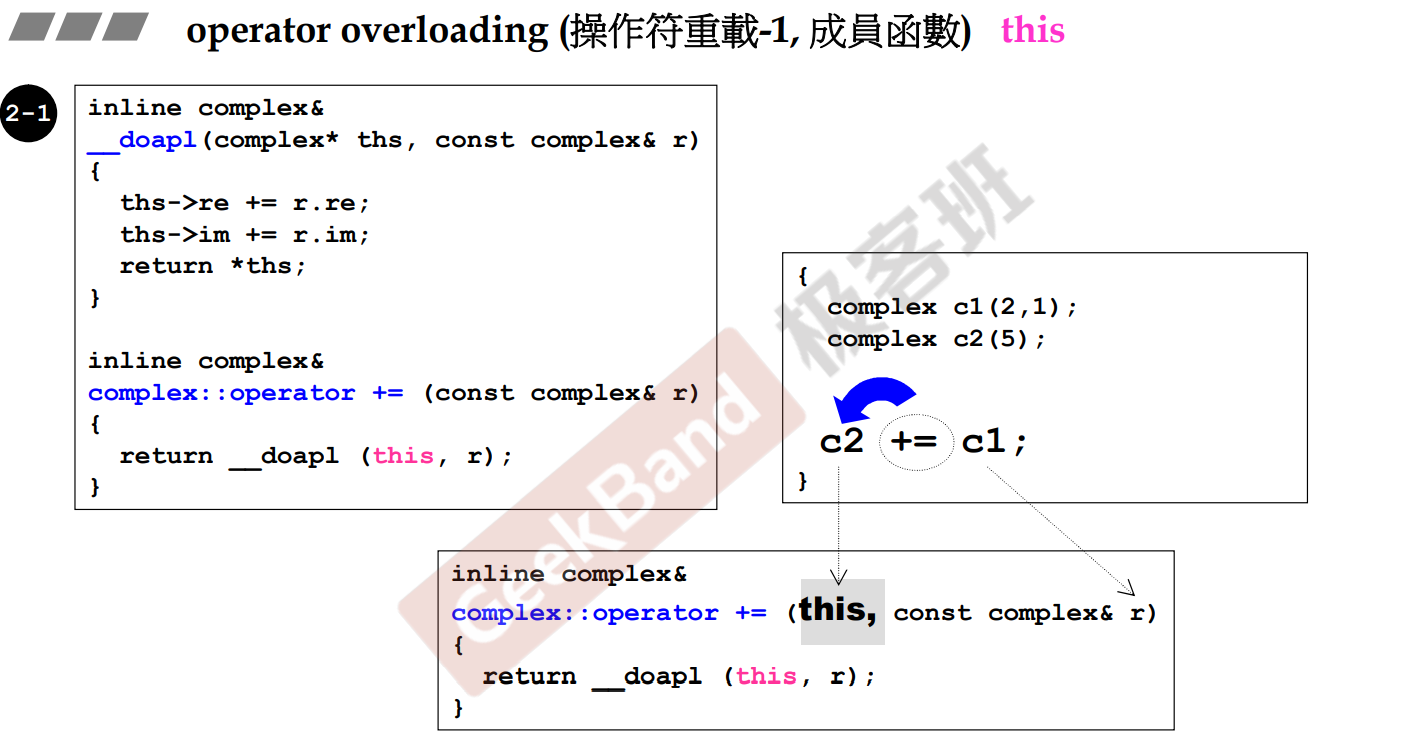 operator overloading (操作符重載-1, 成員函數) this
2-1
inline complex&
__doapl(complex* ths, const complex& r)
{
  ths->re += r.re;
  ths->im += r.im;
  return *ths;
}
inline complex&
complex::operator += (const complex& r)
{
  return __doapl (this, r);
}
{
  complex c1(2,1);
  complex c2(5);
c2 += c1;
}
inline complex&
complex::operator += (this, const complex& r)
{
  return __doapl (this, r);
}
GeekBand 极客班